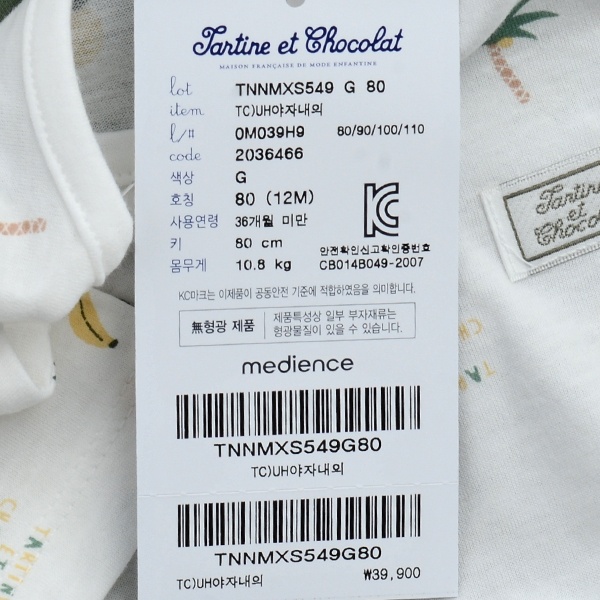 Tartine et Chocolat
MAISON FRANÇAISE DE MODE ENFANTINE
lot TNNMXS549 G 80
item TC)UH야자내의
l/# 0M039H9 80/90/100/110
code 2036466
색상 G
호칭 80 (12M)
사용연령 36개월 미만
키 80 cm
안전확인신고확인증번호
몸무게 10.8 kg CB014B049-2007
KC마크는 이제품이 공통안전 기준에 적합하였음을 의미합니다.
無형광 제품
제품특성상 일부 부자재류는
형광물질이 있을 수 있습니다.
medience
TNNMXS549G80
TC)UH야자내의
TNNMXS549G80
TC)UH야자내의 ₩39,900
Tartine
et
Chocola
TARTIN